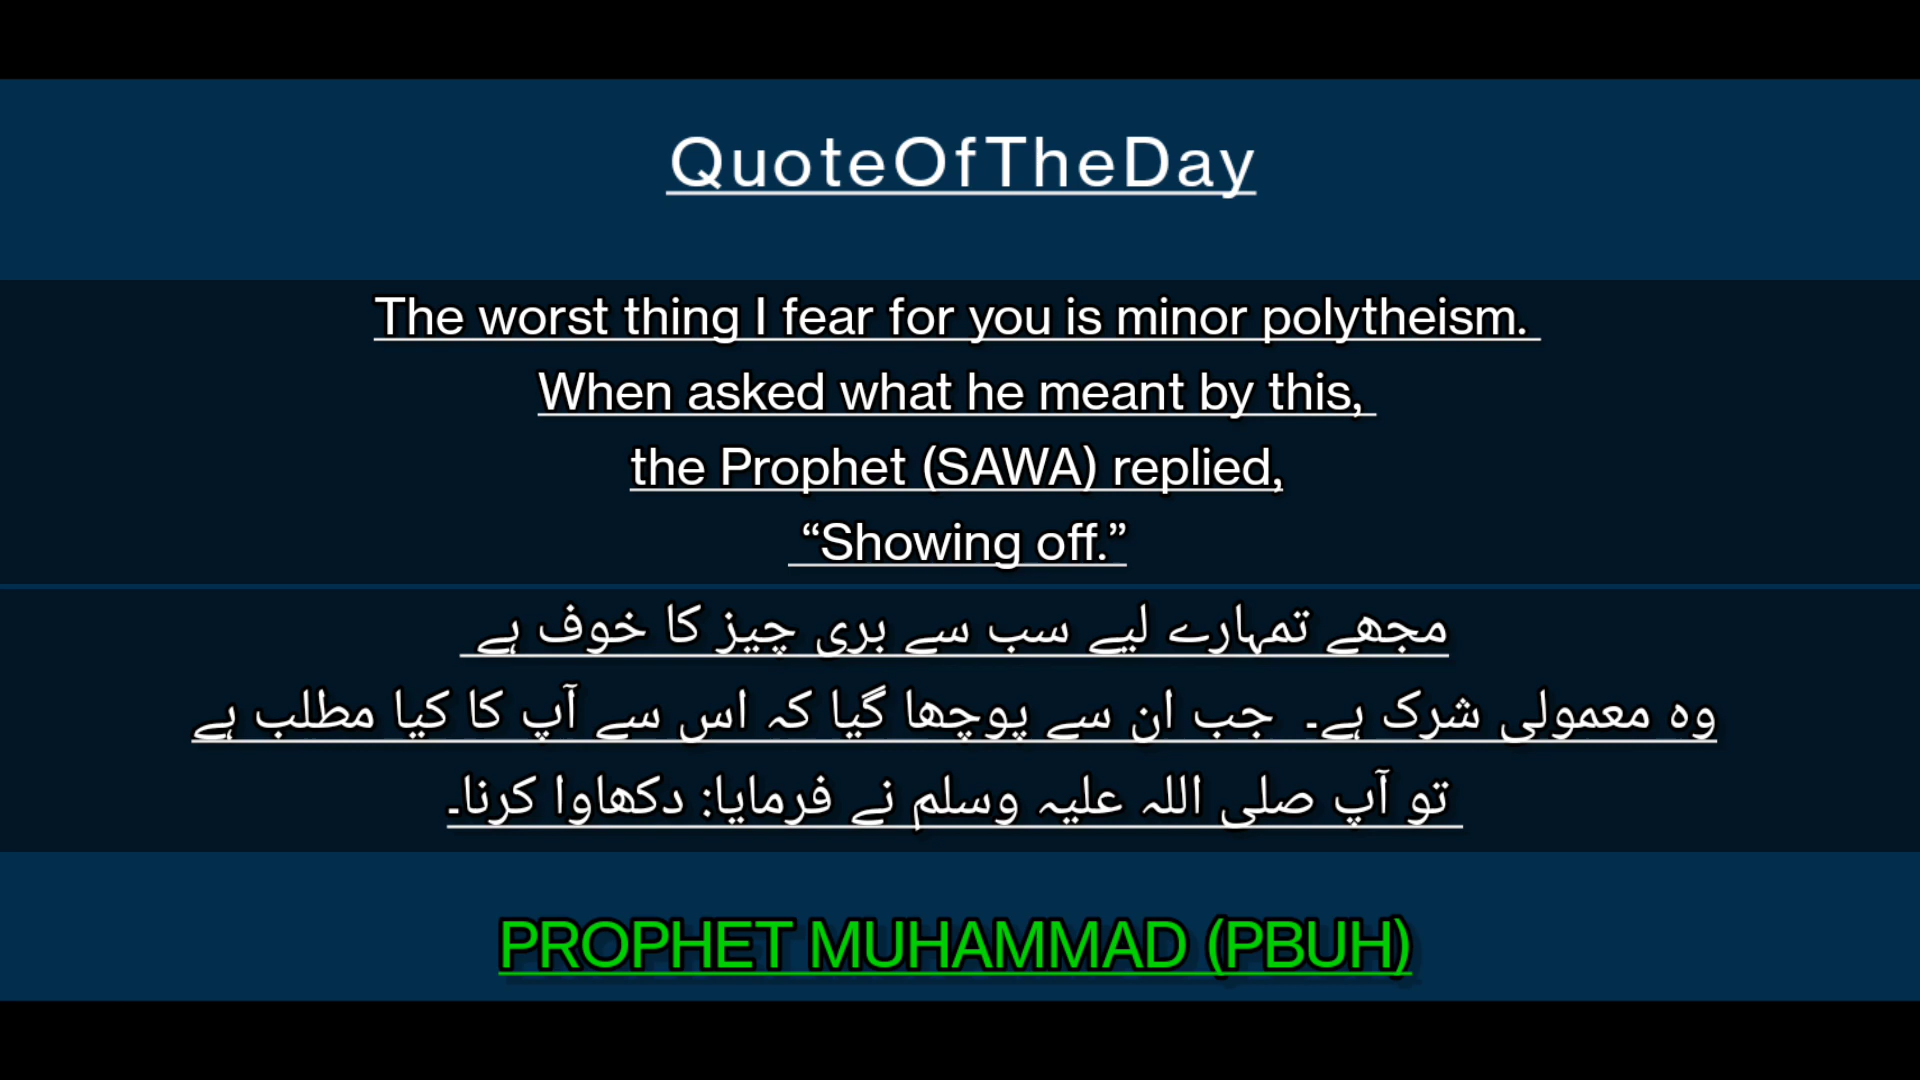 QuoteOfTheDay
The worst thing I fear for you is minor polytheism.
When asked what he meant by this,
the Prophet (SAWA) replied,
“Showing off.”
مجھے تمہارے لیے سب سے بری چیز کا خوف ہے
وہ معمولی شرک ہے۔ جب ان سے پوچھا گیا کہ اس سے آپ کا کیا مطلب ہے
تو آپ صلی اللہ علیہ وسلم نے فرمایا: دکھاوا کرنا۔
PROPHET MUHAMMAD (PBUH)